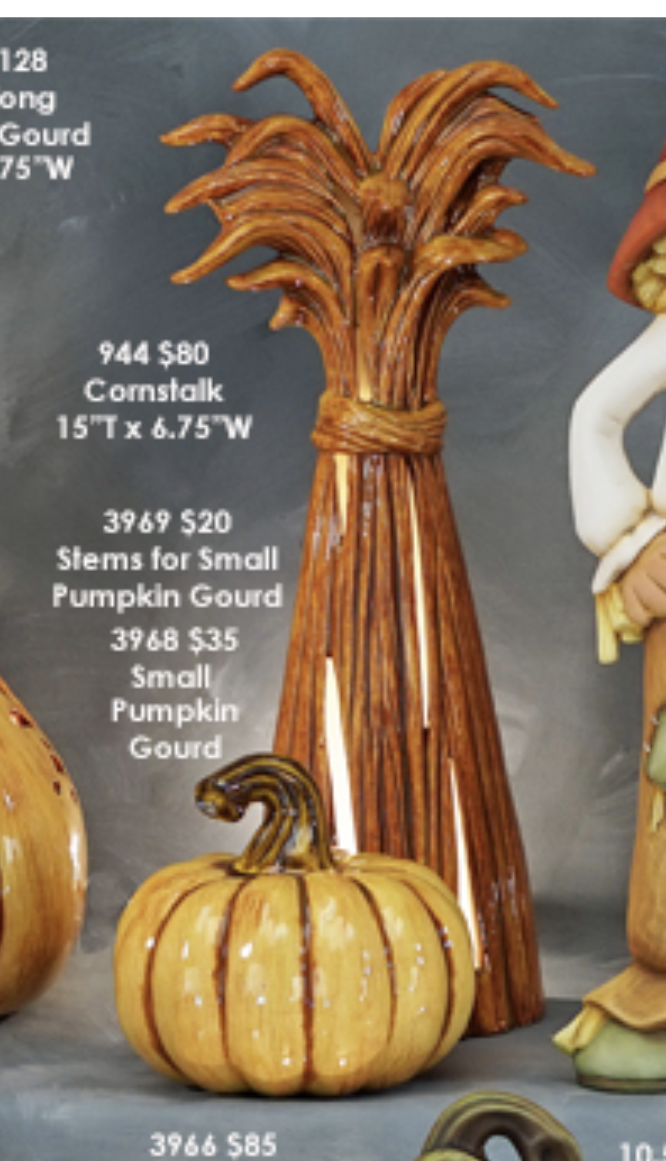 128
ong
Gourd
75"W
944 $80
Cornstalk
15"T x 6.75"W
3969 $20
Stems for Small
Pumpkin Gourd
3968 $35
Small
Pumpkin
Gourd
3966 $85